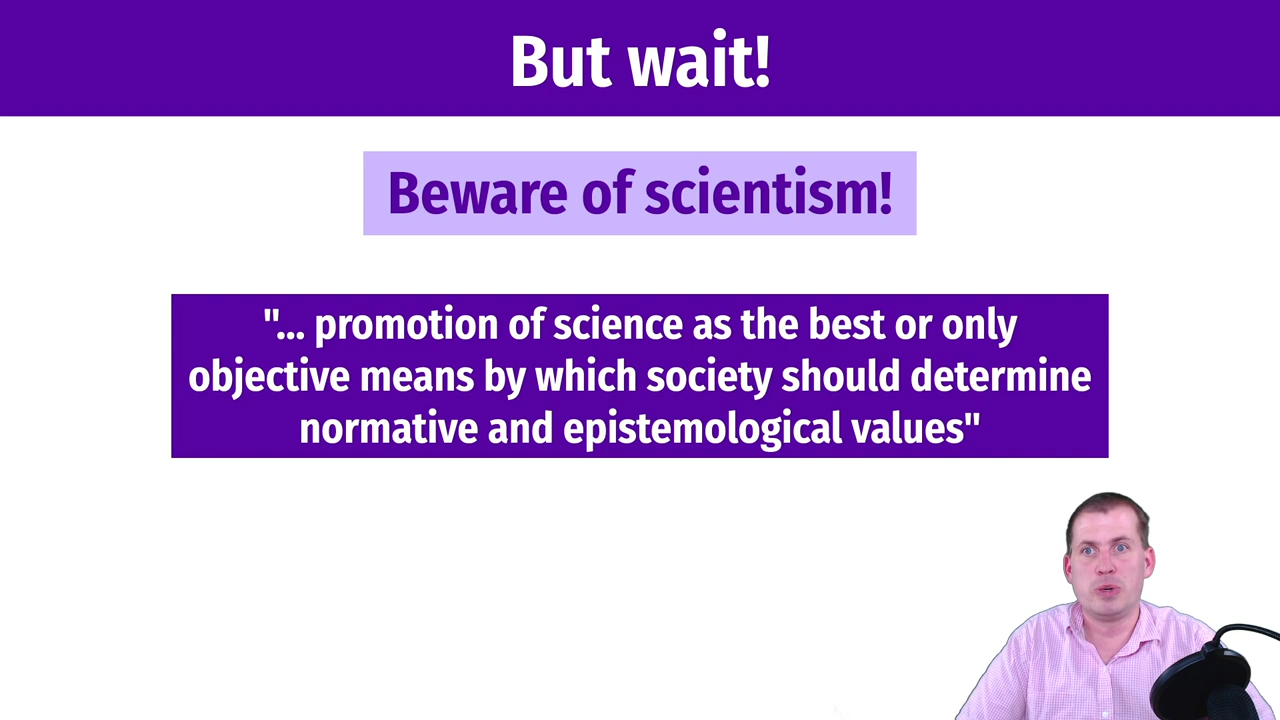 But wait!
Beware of scientism!
"... promotion of science as the best or only
objective means by which society should determine
normative and epistemological values"